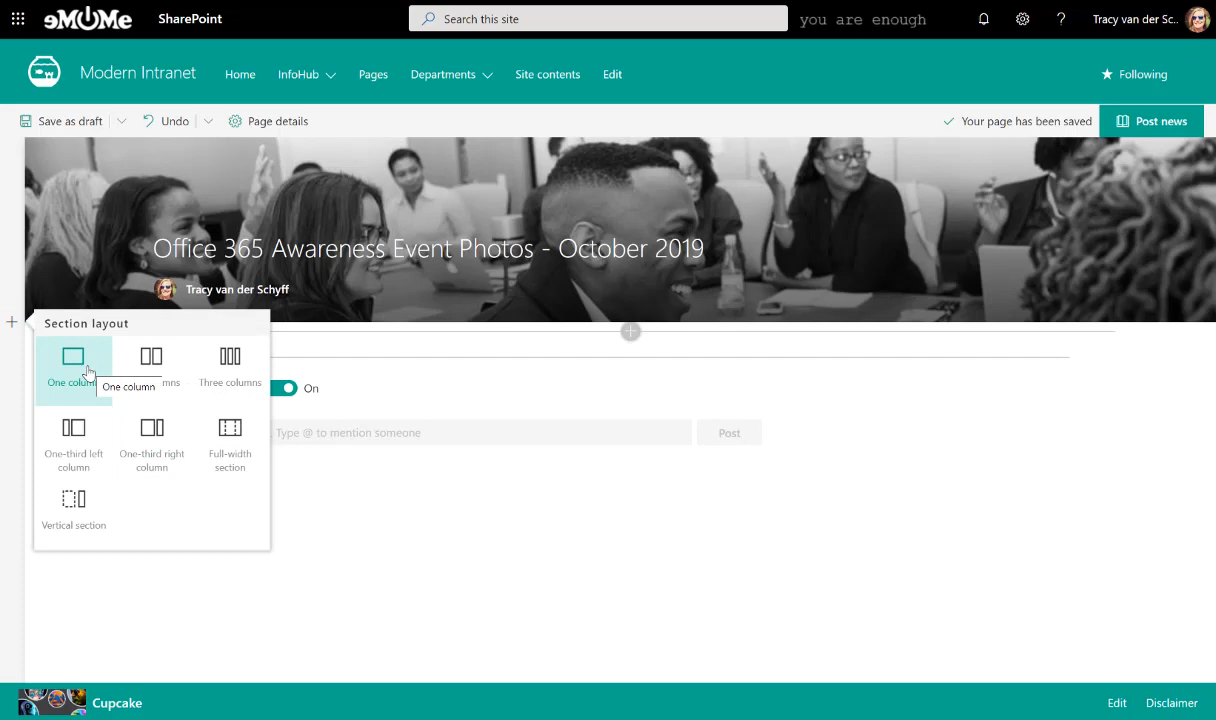 eMOMe
SharePoint
Search this site
you are enough
?
Tracy van der Sc..
Modern Intranet
Home
InfoHub
Pages
Departments
Site contents
Edit
Following
Save as draft
Undo
Page details
Your page has been saved
Post news
Office 365 Awareness Event Photos - October 2019
Tracy van der Schyff
Section layout
One colum
One column
mns
Three columns
On
Type @ to mention someone
Post
One-third left
column
One-third right
column
Full-width
section
Vertical section
Cupcake
Edit
Disclaimer